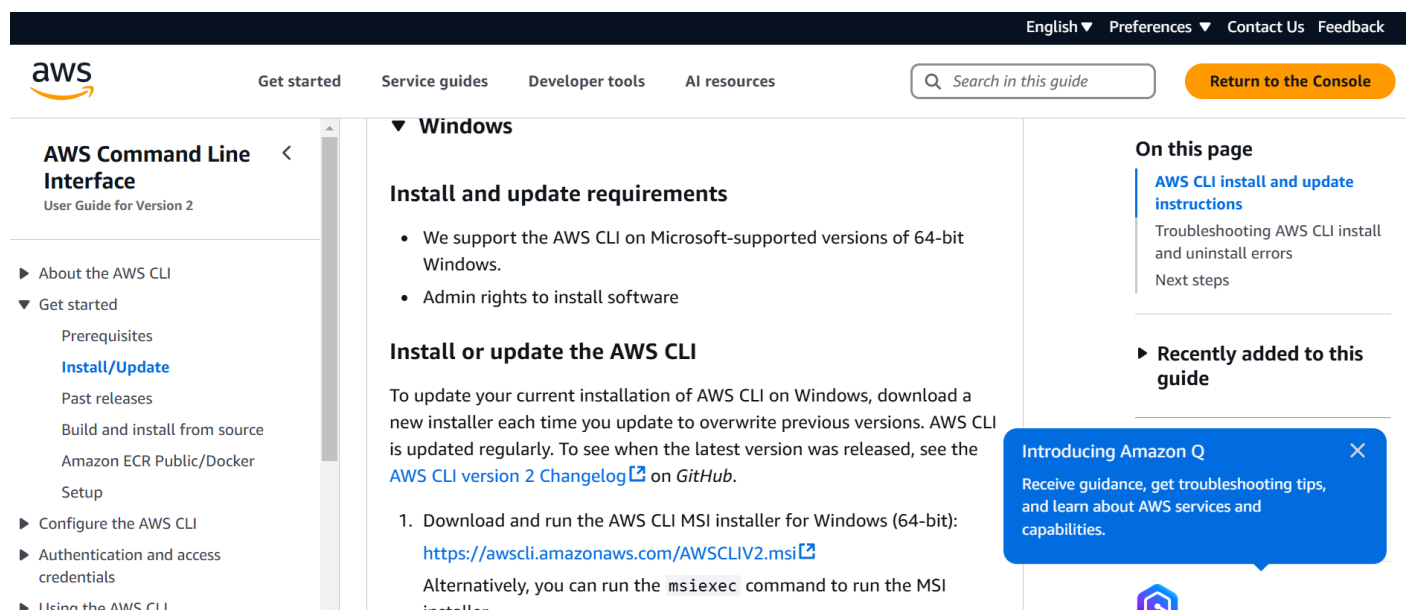 English Preferences Contact Us Feedback
aws
Get started Service guides Developer tools AI resources
Search in this guide
Return to the Console
AWS Command Line
Interface
User Guide for Version 2
About the AWS CLI
Get started
Prerequisites
Install/Update
Past releases
Build and install from source
Amazon ECR Public/Docker
Setup
Configure the AWS CLI
Authentication and access
credentials
Using the AWS CLI
Windows
Install and update requirements
• We support the AWS CLI on Microsoft-supported versions of 64-bit
Windows.
• Admin rights to install software
Install or update the AWS CLI
To update your current installation of AWS CLI on Windows, download a
new installer each time you update to overwrite previous versions. AWS CLI
is updated regularly. To see when the latest version was released, see the
AWS CLI version 2 Changelog on GitHub.
1. Download and run the AWS CLI MSI installer for Windows (64-bit):
https://awscli.amazonaws.com/AWSCLIV2.msi
Alternatively, you can run the msiexec command to run the MSI
installer
On this page
AWS CLI install and update
instructions
Troubleshooting AWS CLI install
and uninstall errors
Next steps
Recently added to this
guide
Introducing Amazon Q
Receive guidance, get troubleshooting tips,
and learn about AWS services and
capabilities.